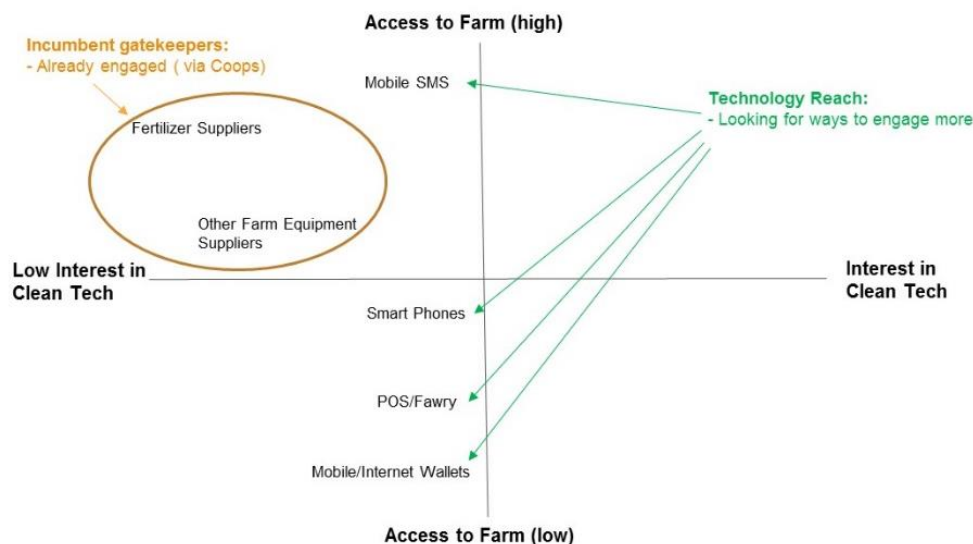 Access to Farm (high)
Incumbent gatekeepers:
- Already engaged ( via Coops)
Mobile SMS
Technology Reach:
- Looking for ways to engage more
Fertilizer Suppliers
Other Farm Equipment
Suppliers
Low Interest in
Clean Tech
Interest in
Clean Tech
Smart Phones
POS/Fawry
Mobile/Internet Wallets
Access to Farm (low)